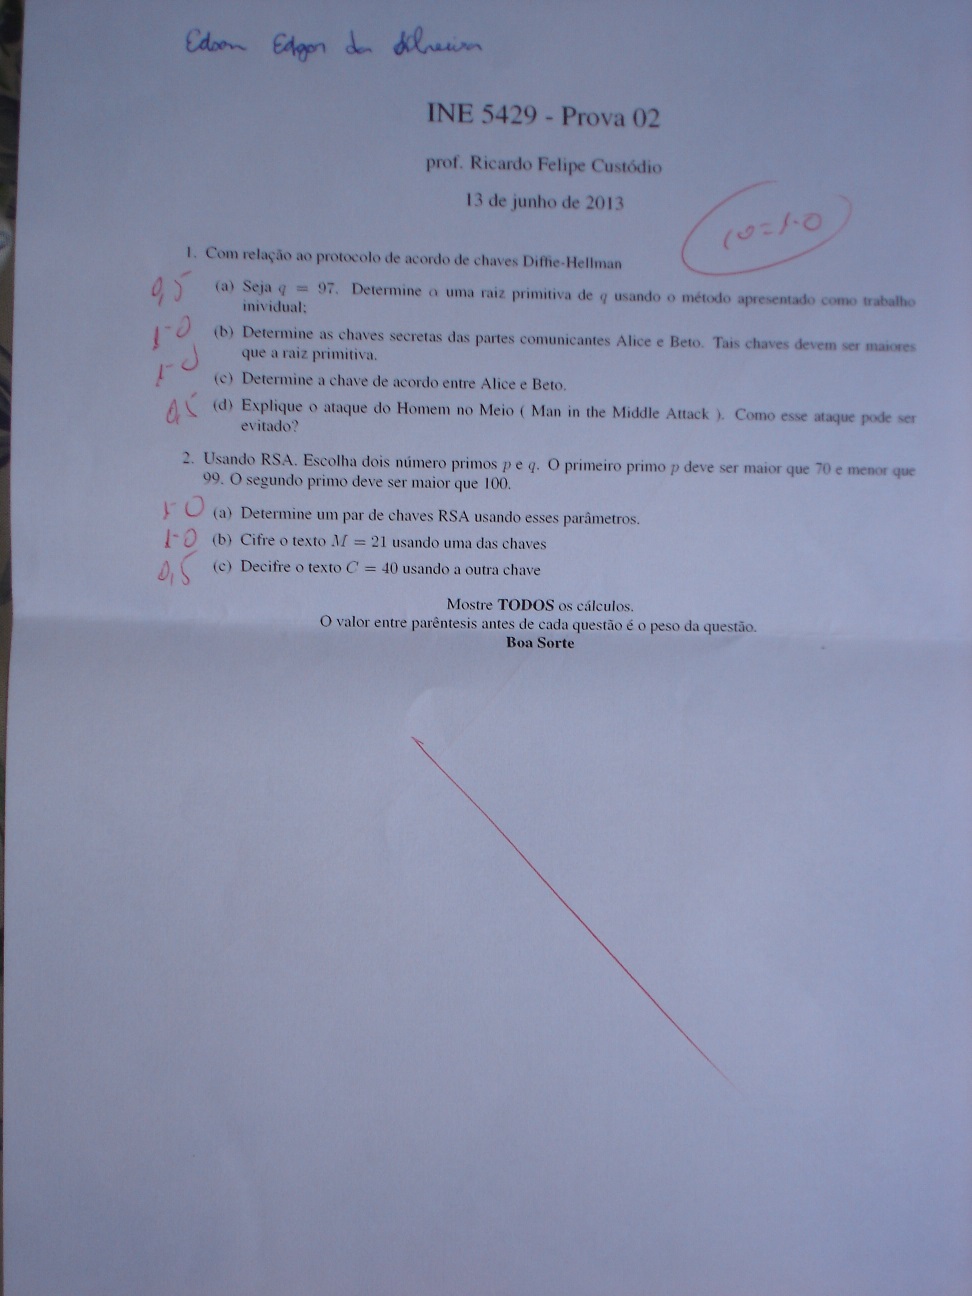 Edson Edgar da Silveira
INE 5429 - Prova 02
prof. Ricardo Felipe Custódio
13 de junho de 2013
1. Com relação ao protocolo de acordo de chaves Diffie-Hellman
0,5 (a) Seja q = 97. Determine α uma raiz primitiva de q usando o método apresentado como trabalho
inividual;
1-0 (b) Determine as chaves secretas das partes comunicantes Alice e Beto. Tais chaves devem ser maiores
que a raiz primitiva.
1-0 (c) Determine a chave de acordo entre Alice e Beto.
0,5 (d) Explique o ataque do Homem no Meio ( Man in the Middle Attack ). Como esse ataque pode ser
evitado?
2. Usando RSA. Escolha dois número primos p e q. O primeiro primo p deve ser maior que 70 e menor que
99. O segundo primo deve ser maior que 100.
1-0 (a) Determine um par de chaves RSA usando esses parâmetros.
1-0 (b) Cifre o texto M = 21 usando uma das chaves
0,5 (c) Decifre o texto C = 40 usando a outra chave
Mostre TODOS os cálculos.
O valor entre parêntesis antes de cada questão é o peso da questão.
Boa Sorte